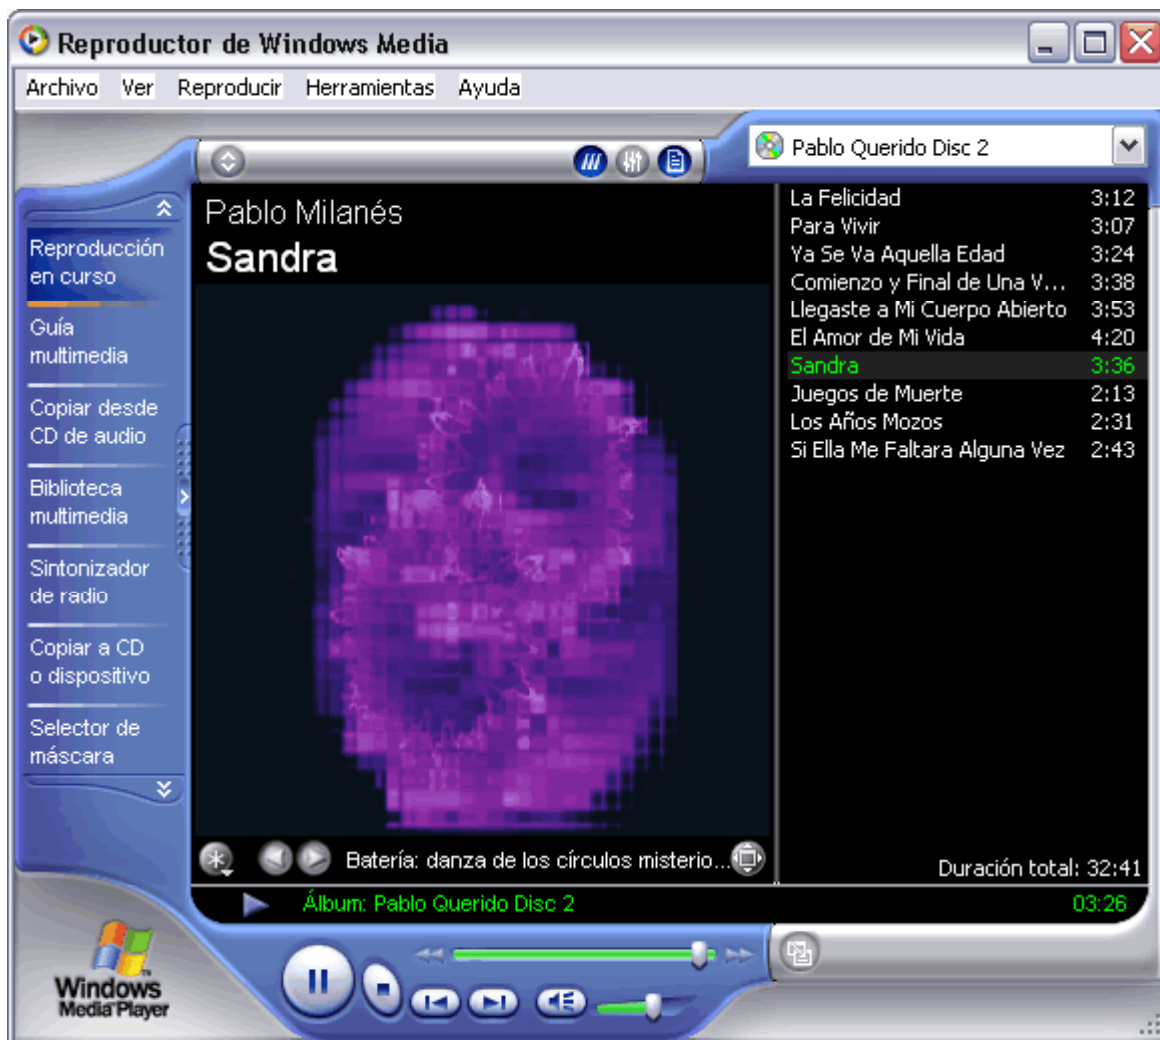 Reproductor de Windows Media
Archivo Ver Reproducir Herramientas Ayuda
Pablo Querido Disc 2
Reproducción
en curso
Guía
multimedia
Copiar desde
CD de audio
Biblioteca
multimedia
Sintonizador
de radio
Copiar a CD
o dispositivo
Selector de
máscara
Pablo Milanés
Sandra
La Felicidad 3:12
Para Vivir 3:07
Ya Se Va Aquella Edad 3:24
Comienzo y Final de Una V... 3:38
Llegaste a Mi Cuerpo Abierto 3:53
El Amor de Mi Vida 4:20
Sandra 3:36
Juegos de Muerte 2:13
Los Años Mozos 2:31
Si Ella Me Faltara Alguna Vez 2:43
Batería: danza de los círculos misterio...
Duración total: 32:41
Álbum: Pablo Querido Disc 2 03:26
Windows
Media Player